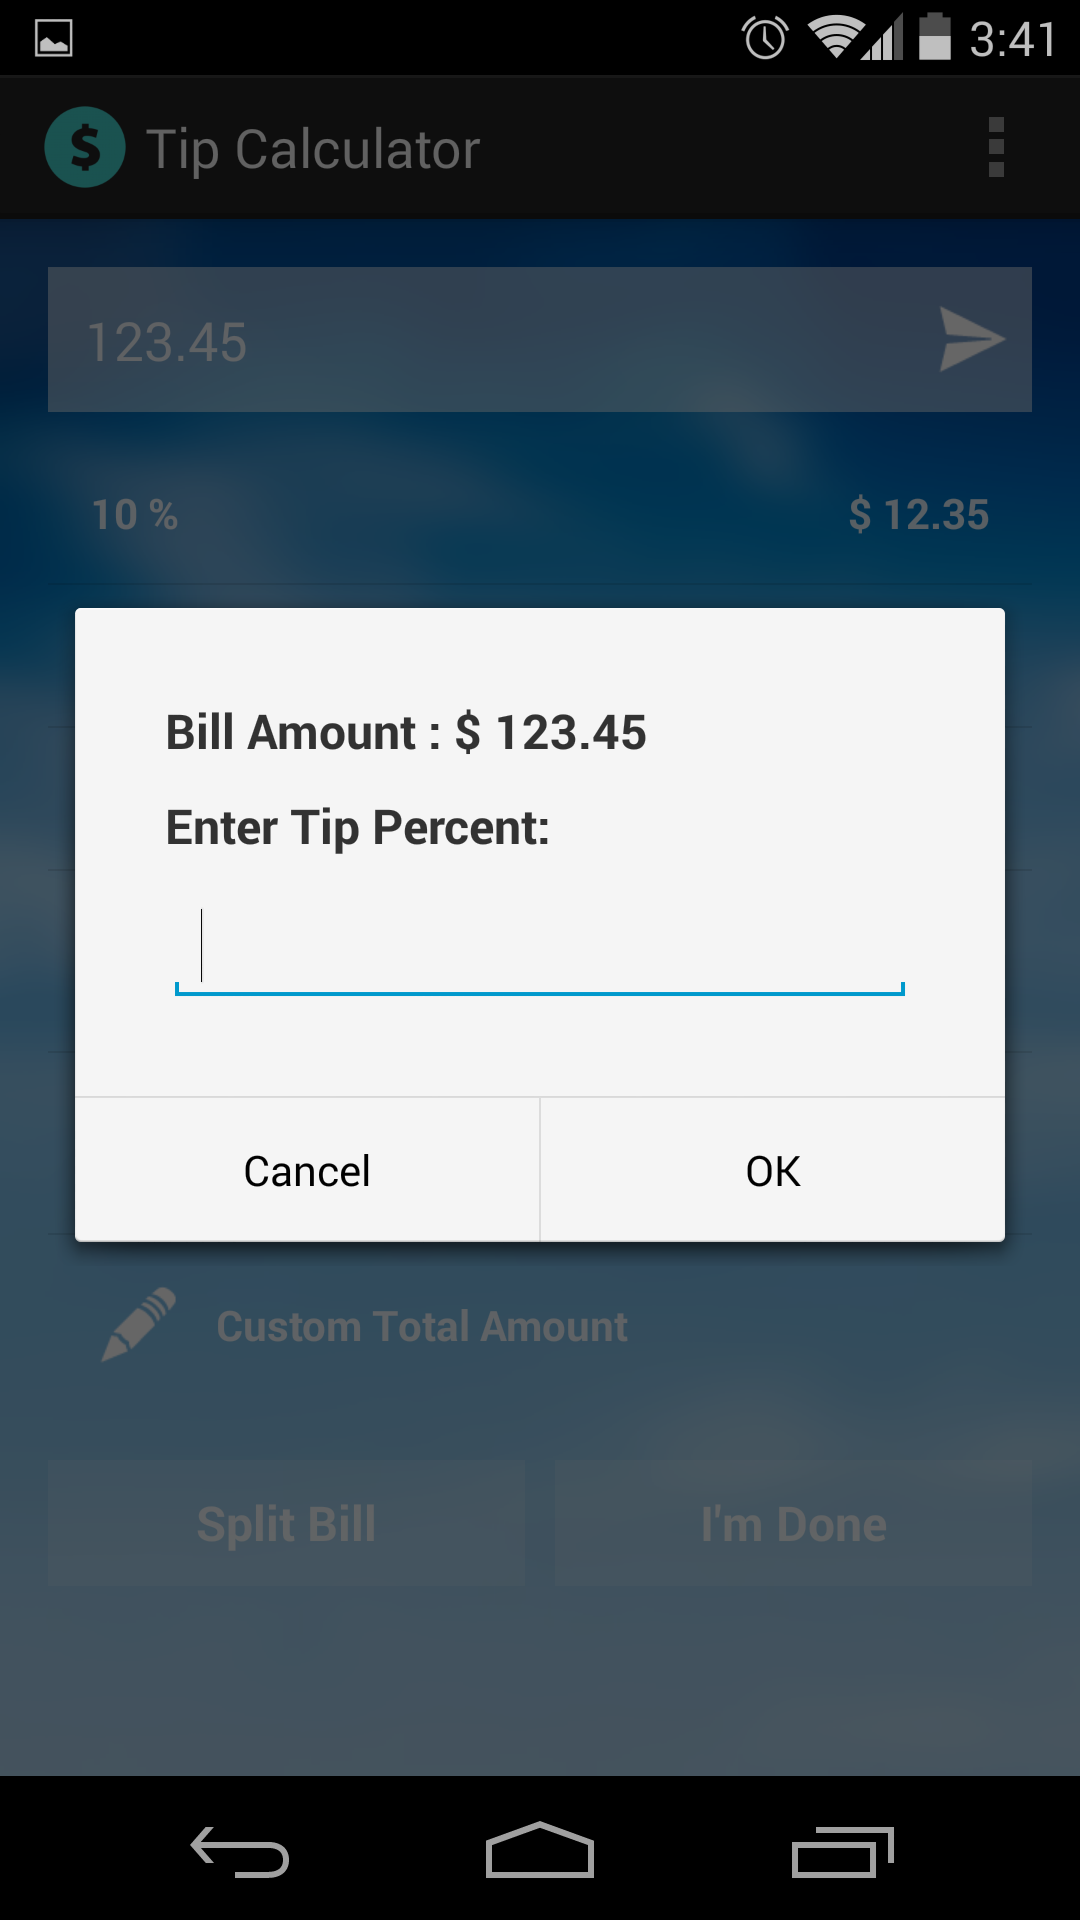 3:41
$ Tip Calculator
123.45
10 % $ 12.35
Bill Amount : $ 123.45
Enter Tip Percent:
Cancel OK
Custom Total Amount
Split Bill I'm Done